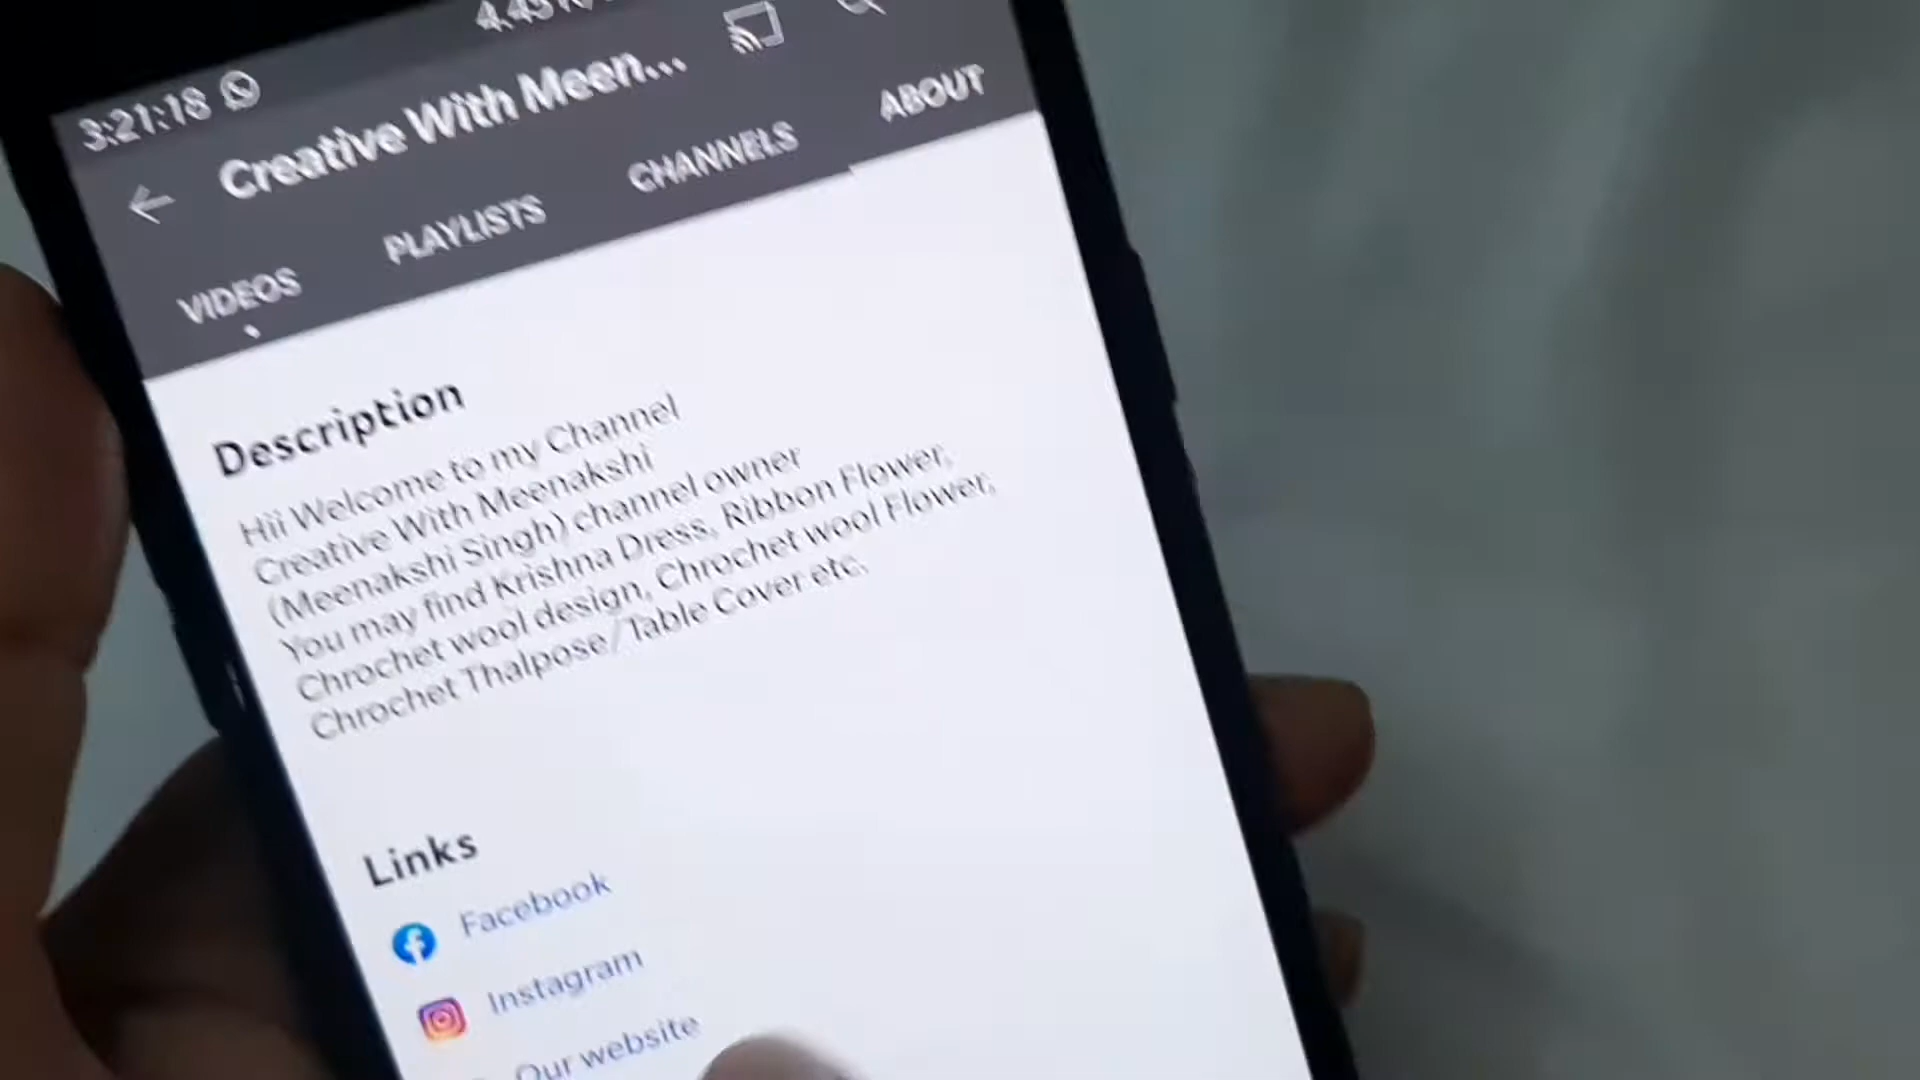 3:21:18
Creative With Meen...
VIDEOS
PLAYLISTS
CHANNELS
ABOUT
Description
Hii Welcome to my Channel
Creative With Meenakshi
(Meenakshi Singh) channel owner
You may find Krishna Dress, Ribbon Flower,
Chrochet wool design, Chrochet wool Flower,
Chrochet Thalpose/Table Cover etc.
Links
Facebook
Instagram
Our website